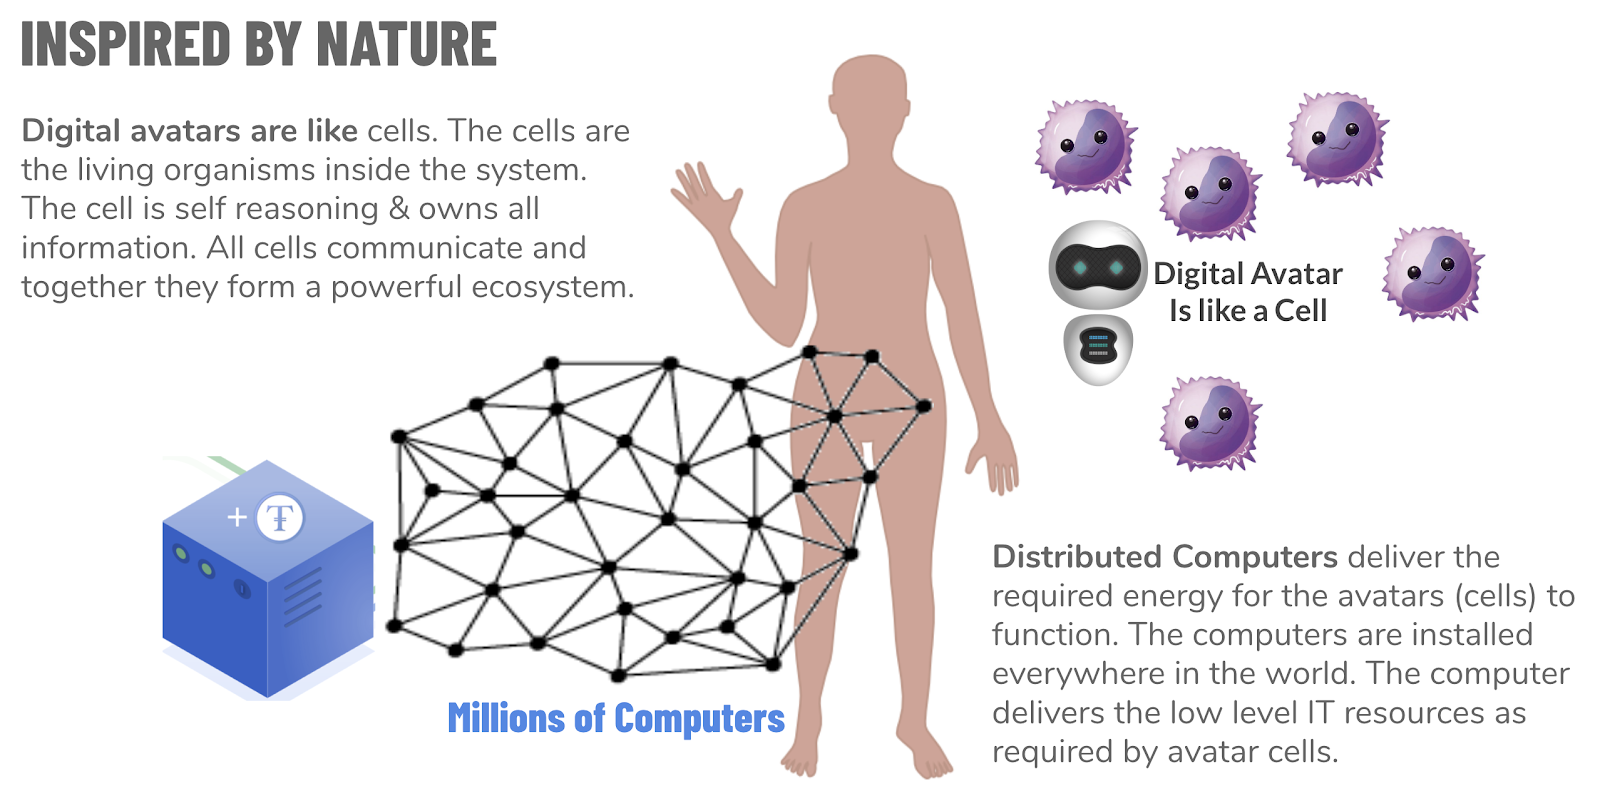 INSPIRED BY NATURE
Digital avatars are like cells. The cells are
the living organisms inside the system.
The cell is self reasoning & owns all
information. All cells communicate and
together they form a powerful ecosystem.
Digital Avatar
Is like a Cell
+ T
Millions of Computers
Distributed Computers deliver the
required energy for the avatars (cells) to
function. The computers are installed
everywhere in the world. The computer
delivers the low level IT resources as
required by avatar cells.